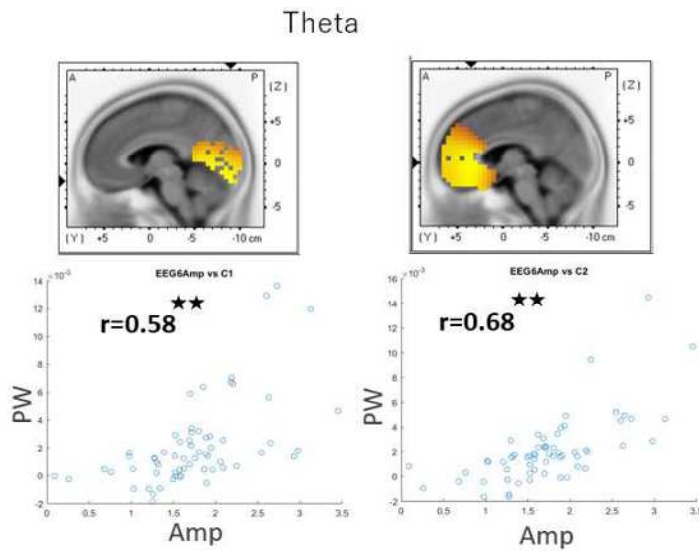 Theta
A P (Z)
+5
0
-5
(Y) +5 0 -5 -10 cm
A P (Z)
+5
0
-5
(Y) +5 0 -5 -10 cm
EEG6Amp vs C1
×10⁻³
★★
r=0.58
14
12
10
8
6
4
2
0
-2
PW
0 0.5 1 1.5 2 2.5 3 3.5
Amp
EEG6Amp vs C2
×10⁻³
★★
r=0.68
16
14
12
10
8
6
4
2
0
-2
PW
0 0.5 1 1.5 2 2.5 3 3.5
Amp